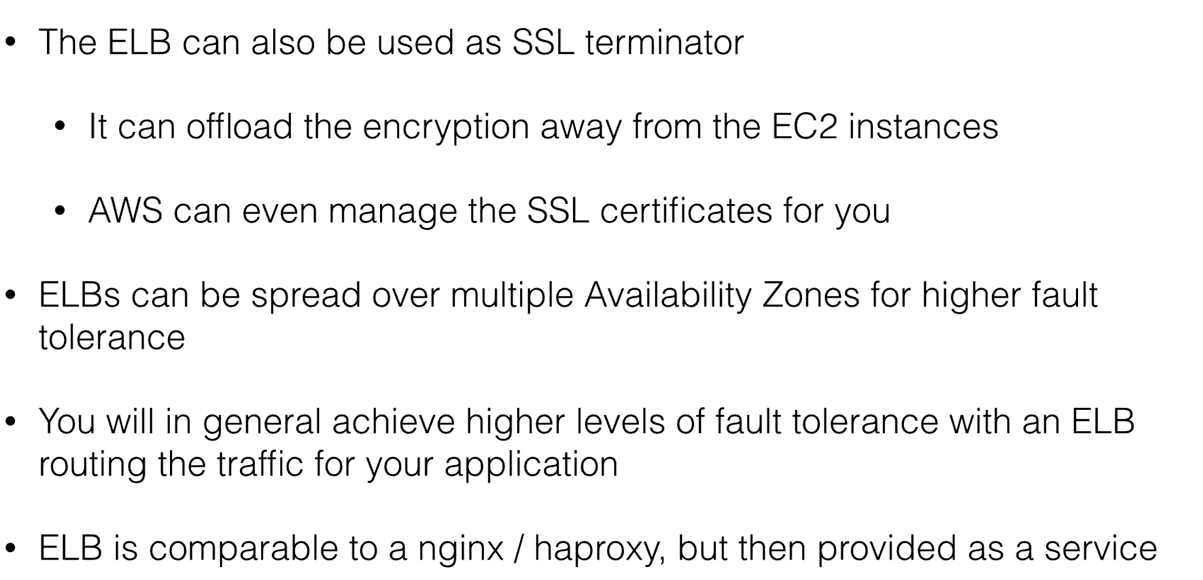 • The ELB can also be used as SSL terminator
• It can offload the encryption away from the EC2 instances
• AWS can even manage the SSL certificates for you
• ELBs can be spread over multiple Availability Zones for higher fault
tolerance
• You will in general achieve higher levels of fault tolerance with an ELB
routing the traffic for your application
• ELB is comparable to a nginx / haproxy, but then provided as a service